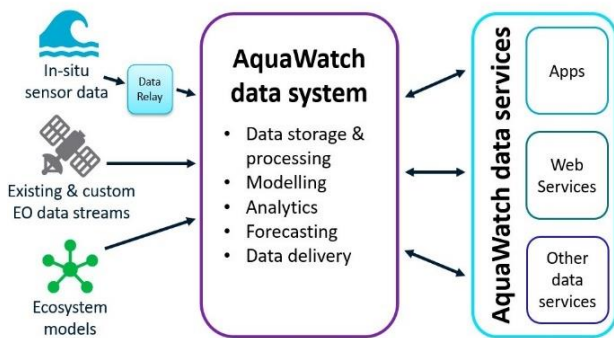 In-situ
sensor data
Data
Relay
Existing & custom
EO data streams
Ecosystem
models
AquaWatch
data system
• Data storage &
processing
• Modelling
• Analytics
• Forecasting
• Data delivery
AquaWatch data services
Apps
Web
Services
Other
data
services